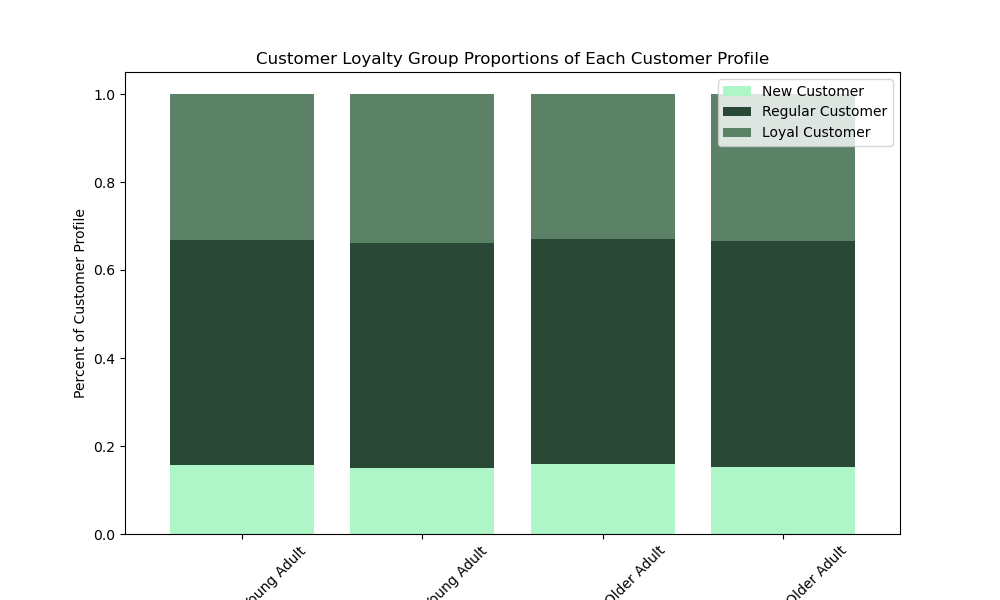 Customer Loyalty Group Proportions of Each Customer Profile
New Customer
Regular Customer
Loyal Customer
Percent of Customer Profile
1.0
0.8
0.6
0.4
0.2
0.0
Adult
Adult
Older Adult
Older Adult